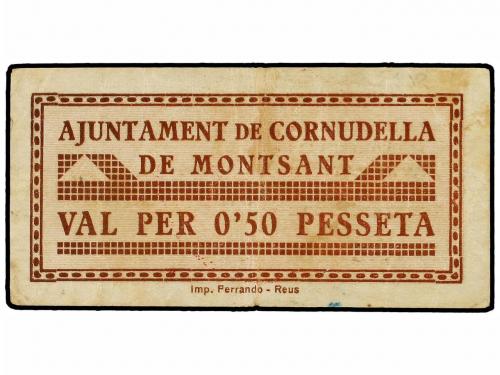 AJUNTAMENT DE CORNUDELLA
DE MONTSANT
VAL PER 0'50 PESSETA
Imp. Ferrando - Reus